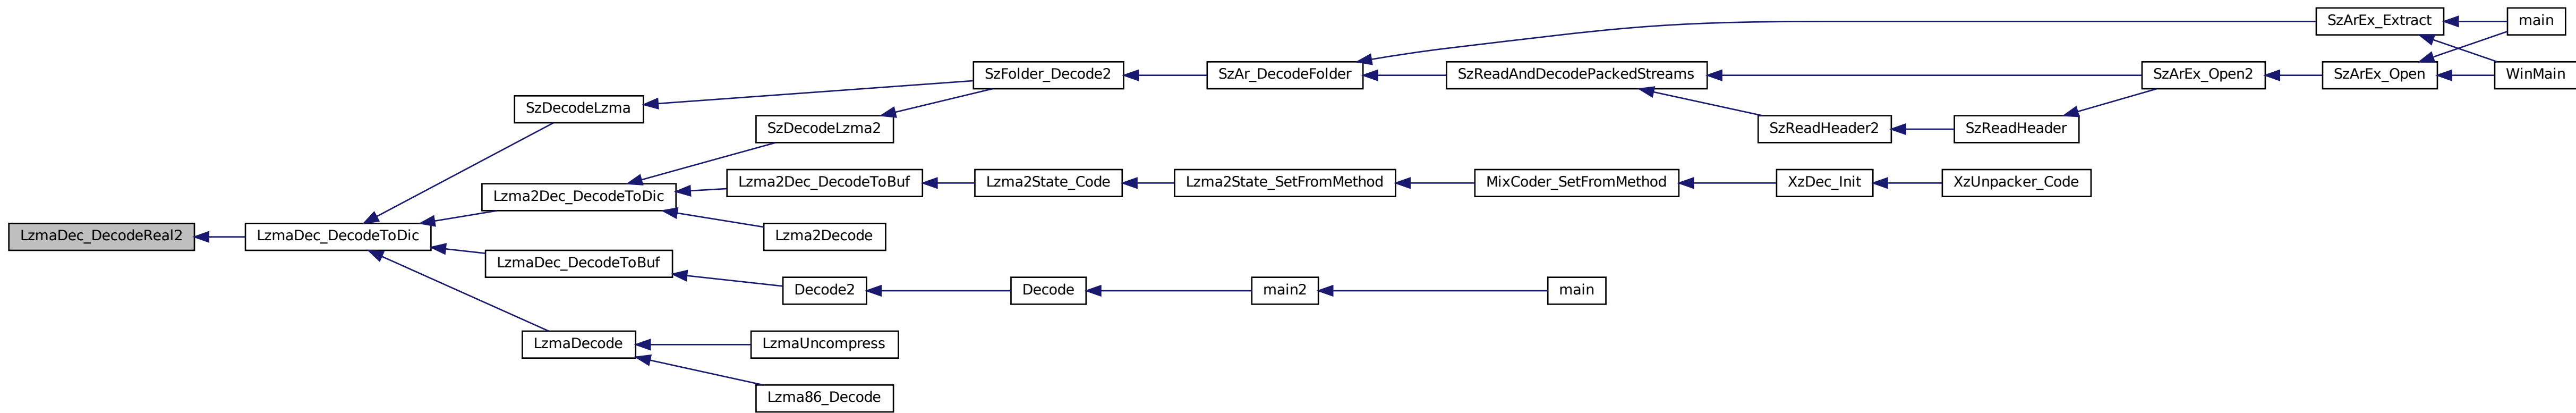 SzArEx_Extract
main
SzFolder_Decode2
SzAr_DecodeFolder
SzReadAndDecodePackedStreams
SzArEx_Open2
SzArEx_Open
WinMain
SzDecodeLzma
SzDecodeLzma2
SzReadHeader2
SzReadHeader
Lzma2Dec_DecodeToDic
Lzma2Dec_DecodeToBuf
Lzma2State_Code
Lzma2State_SetFromMethod
MixCoder_SetFromMethod
XzDec_Init
XzUnpacker_Code
LzmaDec_DecodeReal2
LzmaDec_DecodeToDic
Lzma2Decode
LzmaDec_DecodeToBuf
Decode2
Decode
main2
main
LzmaDecode
LzmaUncompress
Lzma86_Decode